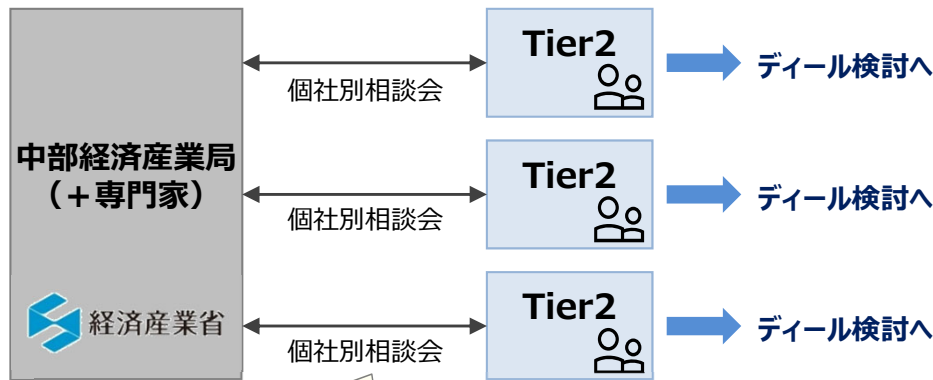 中部経済産業局
（＋専門家）
経済産業省
個社別相談会
Tier2
ディール検討へ
個社別相談会
Tier2
ディール検討へ
個社別相談会
Tier2
ディール検討へ